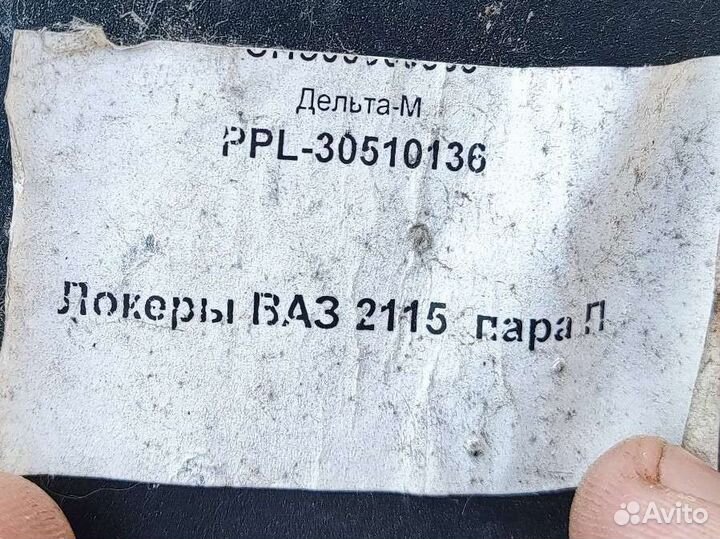 Дельта-М
PPL-30510136
Локеры ВАЗ 2115 пара П
Avito